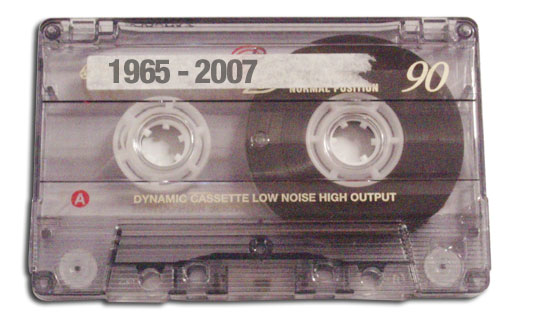 1965 - 2007
NORMAL POSITION
90
A
DYNAMIC CASSETTE LOW NOISE HIGH OUTPUT